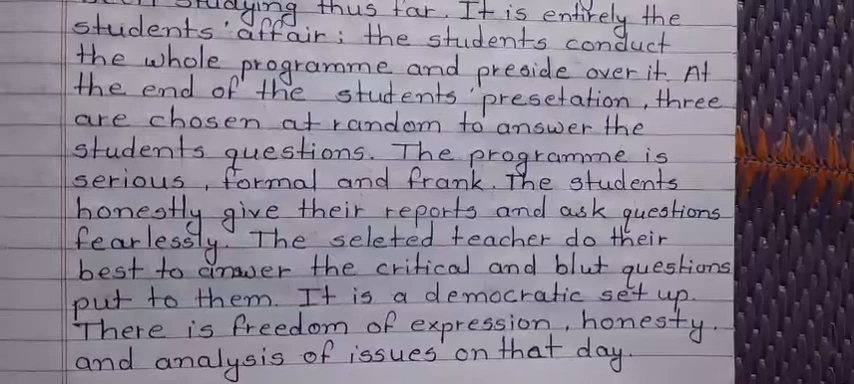 studying thus far. It is entirely the
students' affair; the students conduct
the whole programme and preside over it. At
the end of the students' presetation, three
are chosen at random to answer the
students questions. The programme is
serious, formal and frank. The students
honestly give their reports and ask questions
fearlessly. The seleted teacher do their
best to answer the critical and blut questions
put to them. It is a democratic set up.
There is freedom of expression, honesty.
and analysis of issues on that day.